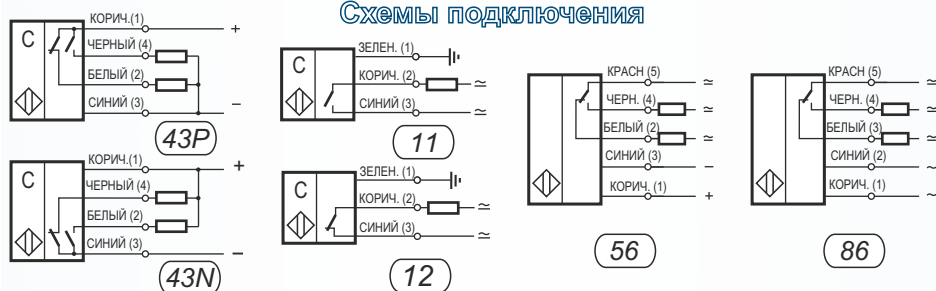 Схемы подключения
C
КОРИЧ.(1)
+
ЧЕРНЫЙ (4)
БЕЛЫЙ (2)
СИНИЙ (3)
−
43P
C
КОРИЧ.(1)
+
ЧЕРНЫЙ (4)
БЕЛЫЙ (2)
СИНИЙ (3)
−
43N
C
ЗЕЛЕН. (1)
КОРИЧ. (2)
≃
СИНИЙ (3)
≃
11
C
ЗЕЛЕН. (1)
КОРИЧ. (2)
≃
СИНИЙ (3)
≃
12
КРАСН (5)
≃
ЧЕРН. (4)
≃
БЕЛЫЙ (2)
≃
СИНИЙ (3)
−
КОРИЧ. (1)
+
56
КРАСН (5)
≃
ЧЕРН. (4)
≃
БЕЛЫЙ (3)
≃
СИНИЙ (2)
~
КОРИЧ. (1)
~
86